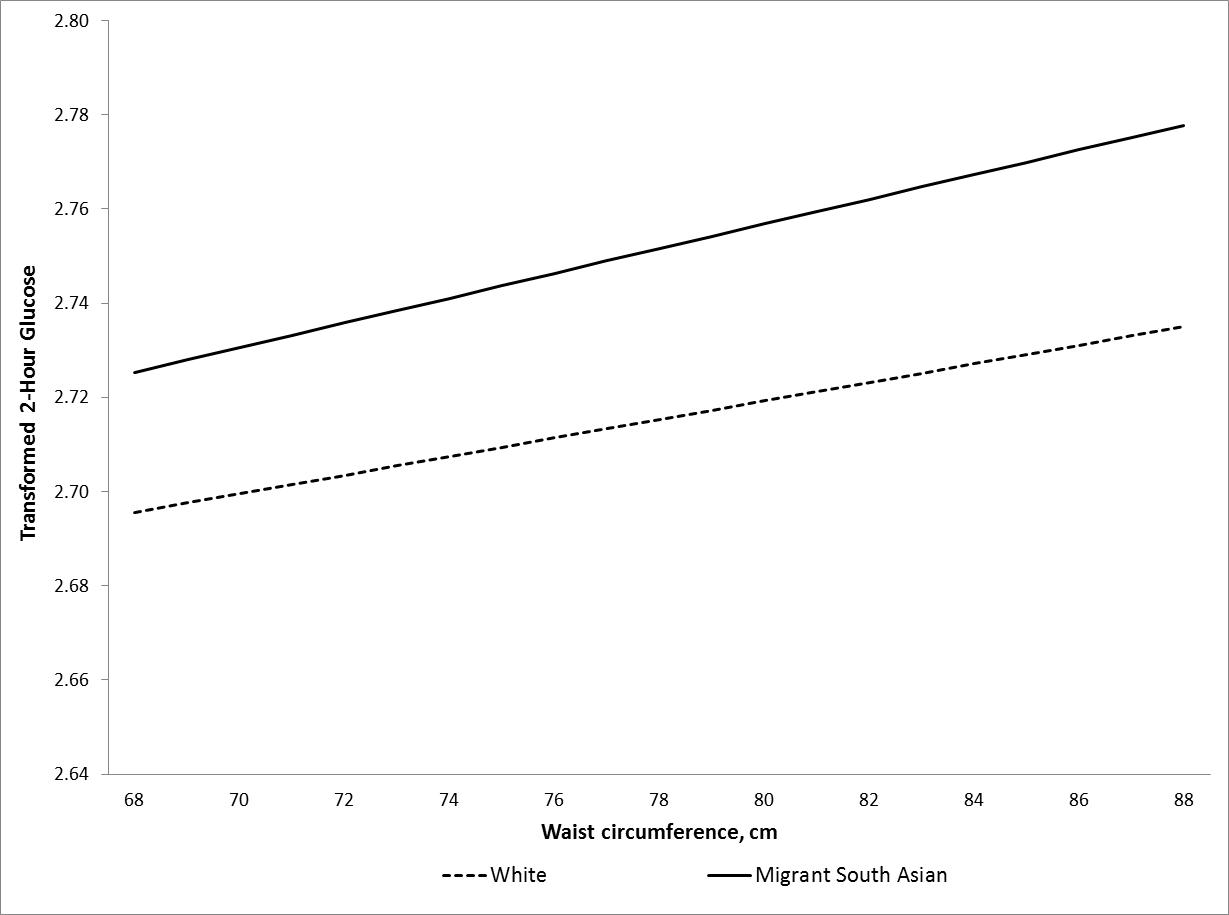 2.80
2.78
2.76
2.74
2.72
2.70
2.68
2.66
2.64
Transformed 2-Hour Glucose
68 70 72 74 76 78 80 82 84 86 88
Waist circumference, cm
White Migrant South Asian